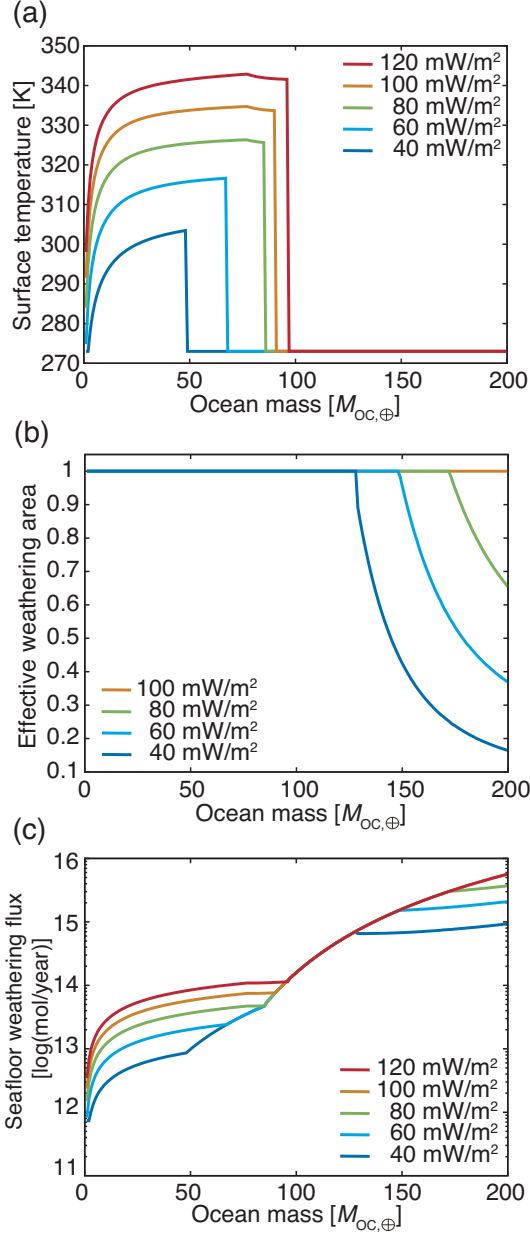 (a)
Surface temperature [K]
350
340
330
320
310
300
290
280
270
120 mW/m²
100 mW/m²
80 mW/m²
60 mW/m²
40 mW/m²
0 50 100 150 200
Ocean mass [M_OC,⊕]
(b)
Effective weathering area
1
0.9
0.8
0.7
0.6
0.5
0.4
0.3
0.2
0.1
100 mW/m²
80 mW/m²
60 mW/m²
40 mW/m²
0 50 100 150 200
Ocean mass [M_OC,⊕]
(c)
Seafloor weathering flux
[log(mol/year)]
16
15
14
13
12
11
120 mW/m²
100 mW/m²
80 mW/m²
60 mW/m²
40 mW/m²
0 50 100 150 200
Ocean mass [M_OC,⊕]